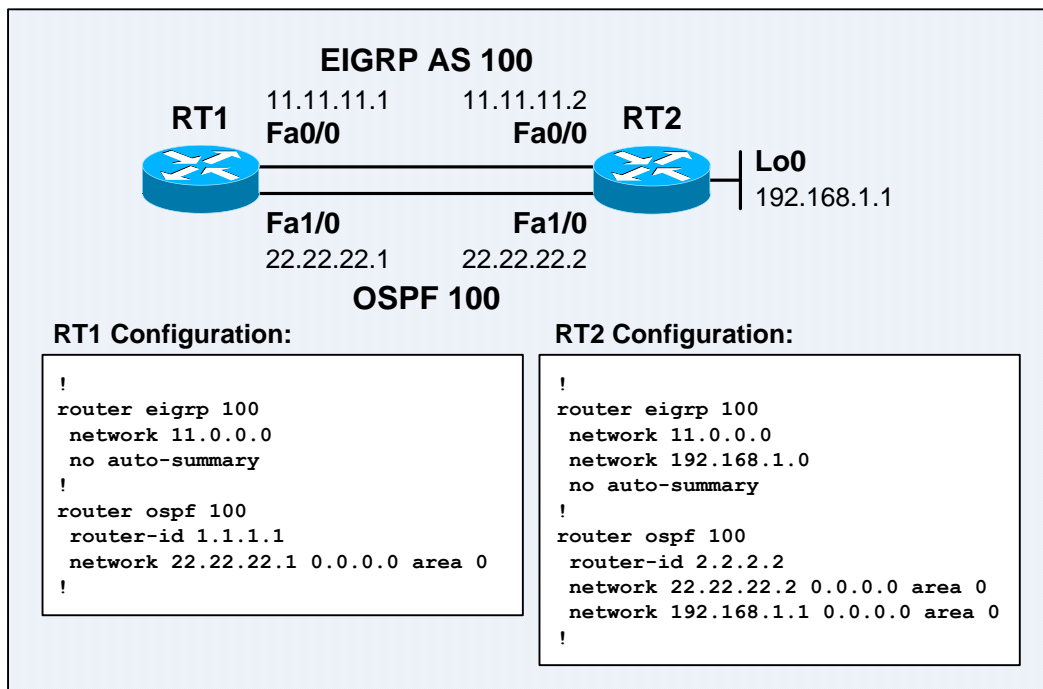 EIGRP AS 100
11.11.11.1 11.11.11.2
RT1 Fa0/0 Fa0/0 RT2
Lo0
192.168.1.1
Fa1/0 Fa1/0
22.22.22.1 22.22.22.2
OSPF 100
RT1 Configuration:
!
router eigrp 100
network 11.0.0.0
no auto-summary
!
router ospf 100
router-id 1.1.1.1
network 22.22.22.1 0.0.0.0 area 0
!
RT2 Configuration:
!
router eigrp 100
network 11.0.0.0
network 192.168.1.0
no auto-summary
!
router ospf 100
router-id 2.2.2.2
network 22.22.22.2 0.0.0.0 area 0
network 192.168.1.1 0.0.0.0 area 0
!